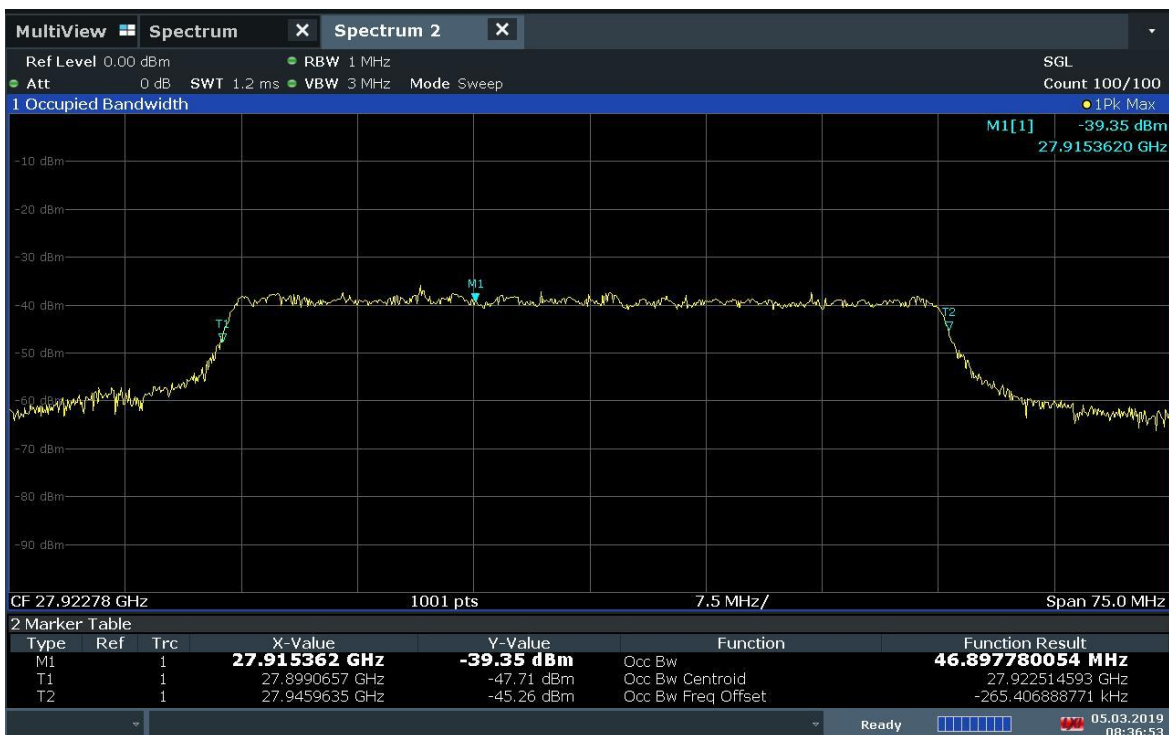 MultiView Spectrum X Spectrum 2 X
Ref Level 0.00 dBm RBW 1 MHz SGL
Att 0 dB SWT 1.2 ms VBW 3 MHz Mode Sweep Count 100/100
1 Occupied Bandwidth 1Pk Max
M1[1] -39.35 dBm
27.9153620 GHz
-10 dBm
-20 dBm
-30 dBm
M1
-40 dBm
T1 T2
-50 dBm
-60 dBm
-70 dBm
-80 dBm
-90 dBm
CF 27.92278 GHz 1001 pts 7.5 MHz/ Span 75.0 MHz
2 Marker Table
Type Ref Trc X-Value Y-Value Function Function Result
M1 1 27.915362 GHz -39.35 dBm Occ Bw 46.897780054 MHz
T1 1 27.8990657 GHz -47.71 dBm Occ Bw Centroid 27.922514593 GHz
T2 1 27.9459635 GHz -45.26 dBm Occ Bw Freq Offset -265.406888771 kHz
Ready 05.03.2019
08:36:53